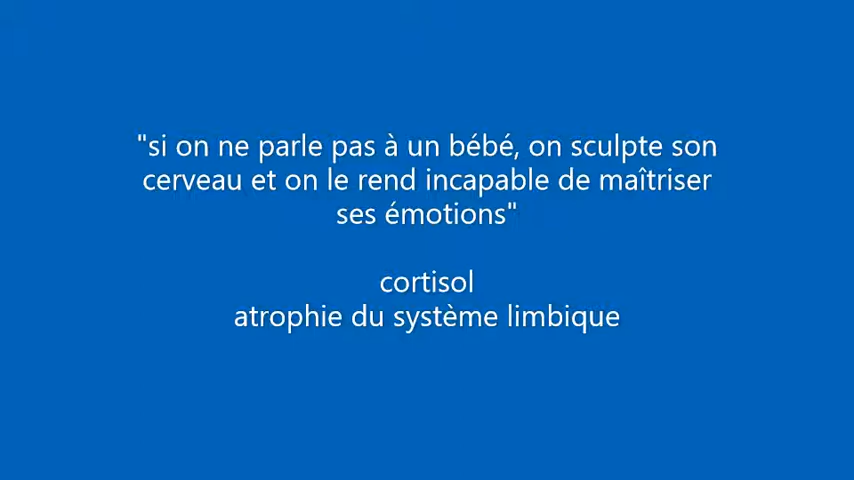 "si on ne parle pas à un bébé, on sculpte son
cerveau et on le rend incapable de maîtriser
ses émotions"
cortisol
atrophie du système limbique